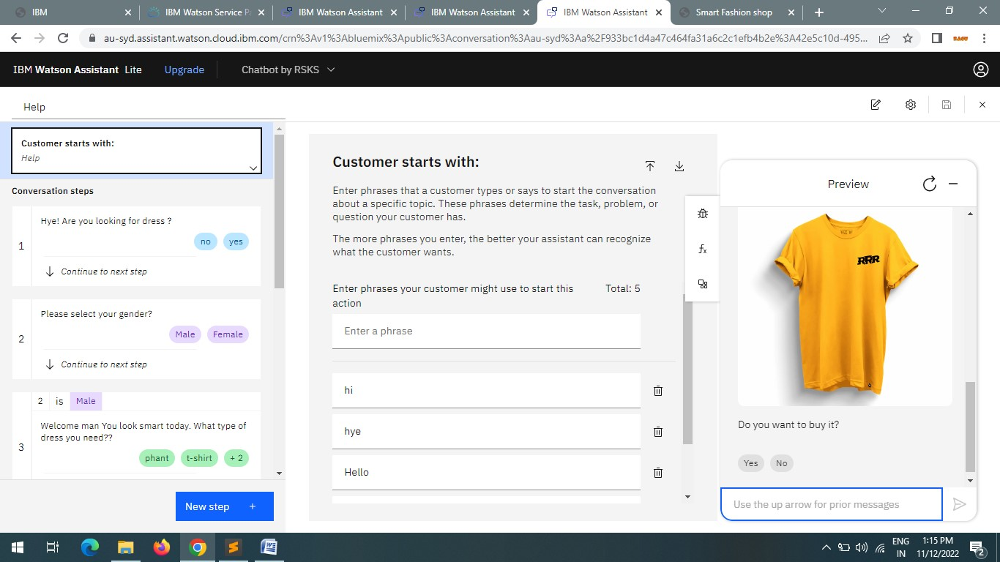 IBM
IBM Watson Service Pa
IBM Watson Assistant
IBM Watson Assistant
IBM Watson Assistant
Smart Fashion shop
au-syd.assistant.watson.cloud.ibm.com/crn%3Av1%3Abluemix%3Apublic%3Aconversation%3Aau-syd%3Aa%2F933bc1d4a47c464fa31a6c2c1efb4b2e%3A42e5c10d-495...
IBM Watson Assistant Lite
Upgrade
Chatbot by RSKS
Help
Customer starts with:
Help
Conversation steps
1
Hye! Are you looking for dress ?
no yes
Continue to next step
2
Please select your gender?
Male Female
Continue to next step
2 is Male
3
Welcome man You look smart today. What type of
dress you need??
phant t-shirt + 2
New step +
Customer starts with:
Enter phrases that a customer types or says to start the conversation
about a specific topic. These phrases determine the task, problem, or
question your customer has.
The more phrases you enter, the better your assistant can recognize
what the customer wants.
Enter phrases your customer might use to start this
action
Total: 5
Enter a phrase
hi
hye
Hello
fx
Preview
RRR
Do you want to buy it?
Yes No
Use the up arrow for prior messages
ENG
IN
1:15 PM
11/12/2022
2